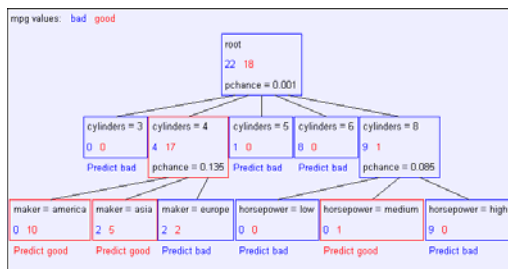 mpg values: bad good
root
22 18
pchance = 0.001
cylinders = 3 cylinders = 4 cylinders = 5 cylinders = 6 cylinders = 8
0 0 4 17 1 0 8 0 9 1
Predict bad pchance = 0.135 Predict bad Predict bad pchance = 0.085
maker = america maker = asia maker = europe horsepower = low horsepower = medium horsepower = high
0 10 2 5 2 2 0 0 0 1 9 0
Predict good Predict good Predict bad Predict bad Predict good Predict bad